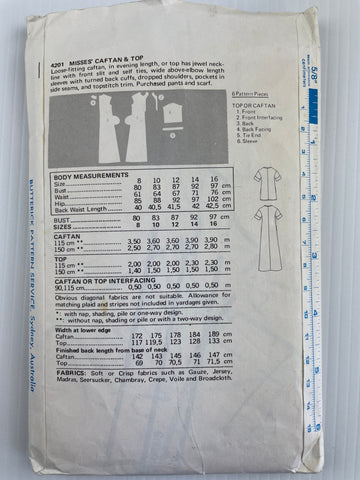 4201 MISSES' CAFTAN & TOP
Loose-fitting caftan, in evening length, or top has jewel neck-
line with front slit and self ties, wide above-elbow length
sleeves with turned back cuffs, dropped shoulders, pockets in
side seams, and topstitch trim. Purchased pants and scarf.
6 Pattern Pieces
TOP OR CAFTAN
1. Front
2. Front Interfacing
3. Back
4. Back Facing
5. Tie End
6. Sleeve
BODY MEASUREMENTS
Size 8 10 12 14 16
Bust 80 83 87 92 97 cm
Waist 61 64 67 71 76 cm
Hip 85 88 92 97 102 cm
Back Waist Length 40 40,5 41,5 42 42,5 cm
BUST 80 83 87 92 97 cm
SIZES 8 10 12 14 16
CAFTAN
115 cm ** 3,50 3,60 3,60 3,90 3,90 m
150 cm ** 2,50 2,70 2,70 2,70 2,80 m
TOP
115 cm ** 2,00 2,00 2,00 2,30 2,30 m
150 cm ** 1,40 1,50 1,50 1,50 1,50 m
CAFTAN OR TOP INTERFACING
90,115 cm 0,50 0,50 0,50 0,50 0,50 m
Obvious diagonal fabrics are not suitable. Allowance for
matching plaid and stripes not included in yardages given.
*: with nap, shading, pile or one-way design.
**: without nap, shading or with a two-way design.
Width at lower edge
Caftan 172 175 178 184 189 cm
Top 117 119,5 123 128 133 cm
Finished back length from base of neck
Caftan 142 143 145 146 147 cm
Top 69 70 70,5 71 71,5 cm
FABRICS: Soft or Crisp fabrics such as Gauze, Jersey,
Madras, Seersucker, Chambray, Crepe, Voile and Broadcloth.
BUTTERICK PATTERN SERVICE, Sydney, Australia
5/8"
centimetres